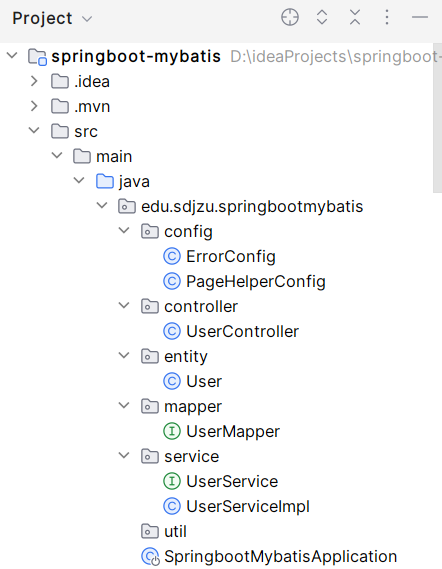 Project
springboot-mybatis D:\ideaProjects\springboot-
.idea
.mvn
src
main
java
edu.sdjzu.springbootmybatis
config
C ErrorConfig
C PageHelperConfig
controller
C UserController
entity
C User
mapper
I UserMapper
service
I UserService
C UserServiceImpl
util
C SpringbootMybatisApplication